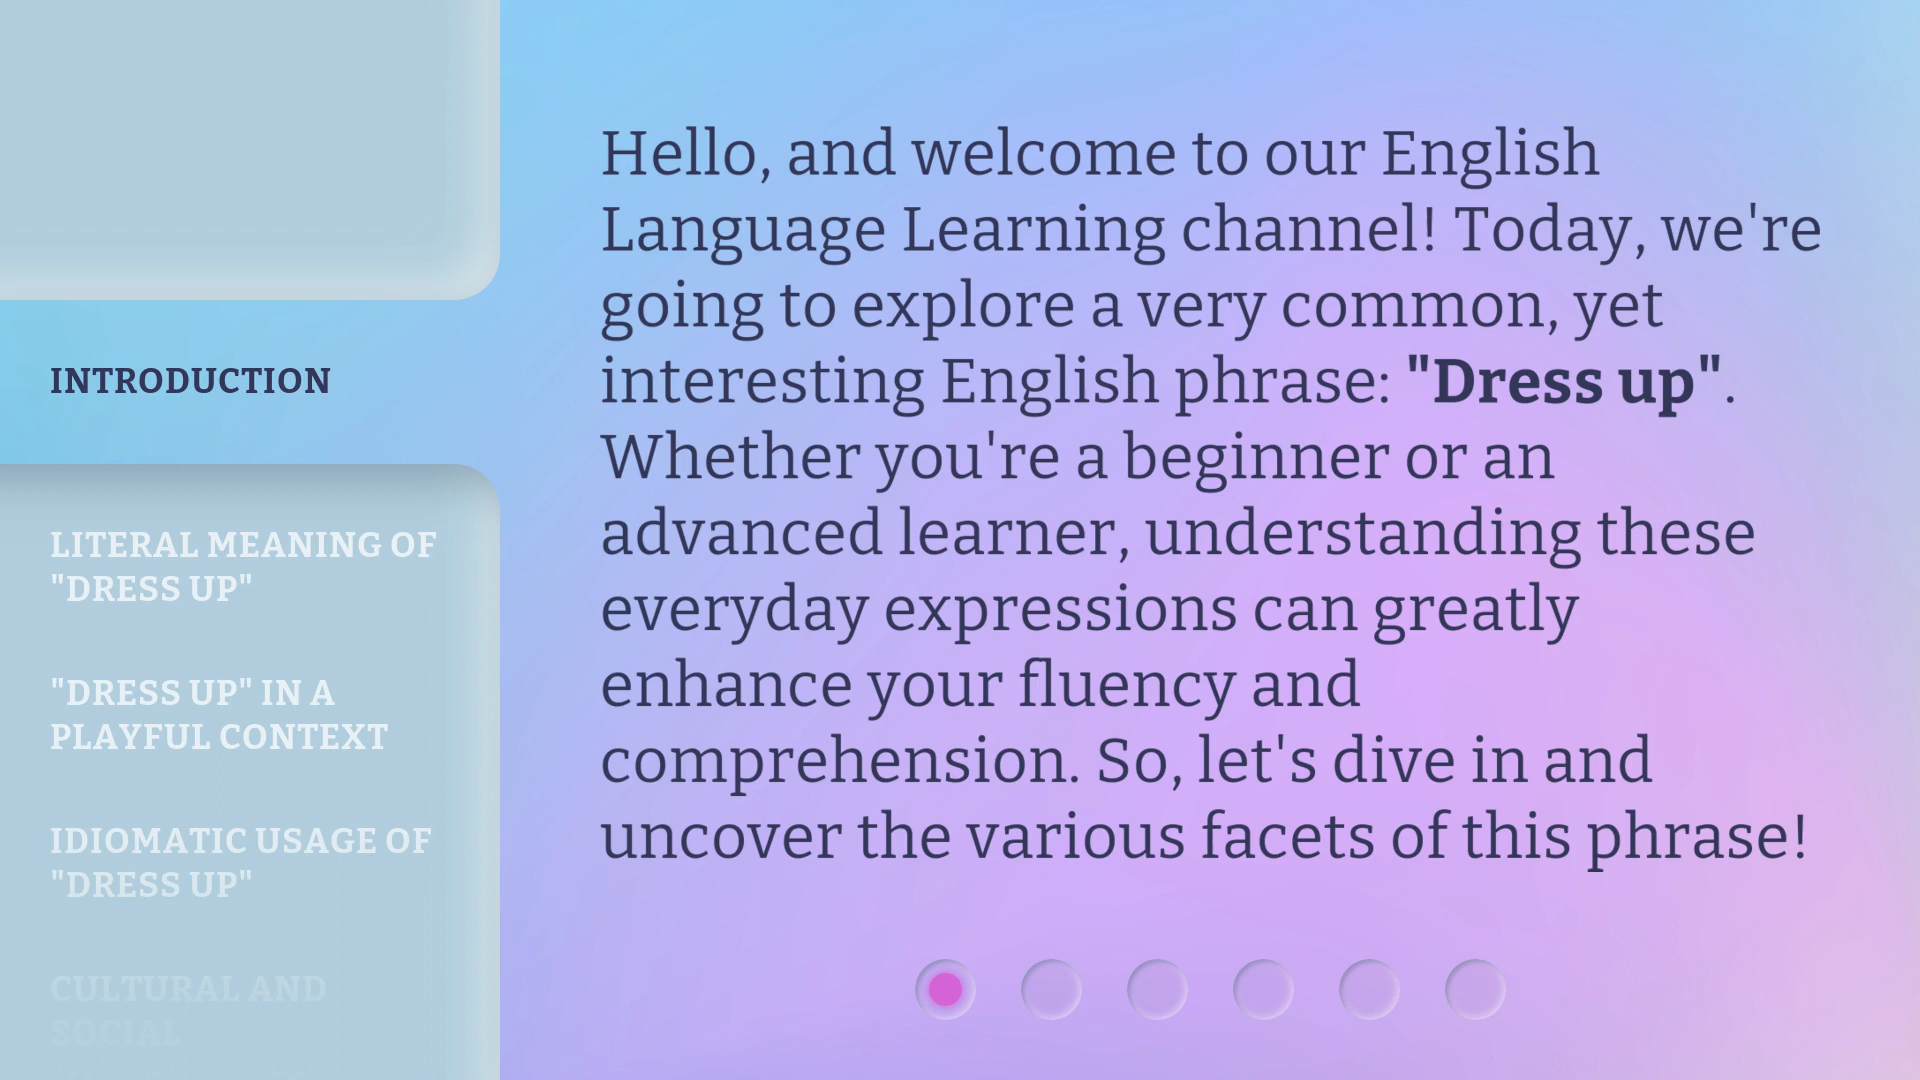 INTRODUCTION
LITERAL MEANING OF
"DRESS UP"
"DRESS UP" IN A
PLAYFUL CONTEXT
IDIOMATIC USAGE OF
"DRESS UP"
CULTURAL AND
SOCIAL
Hello, and welcome to our English
Language Learning channel! Today, we're
going to explore a very common, yet
interesting English phrase: "Dress up".
Whether you're a beginner or an
advanced learner, understanding these
everyday expressions can greatly
enhance your fluency and
comprehension. So, let's dive in and
uncover the various facets of this phrase!